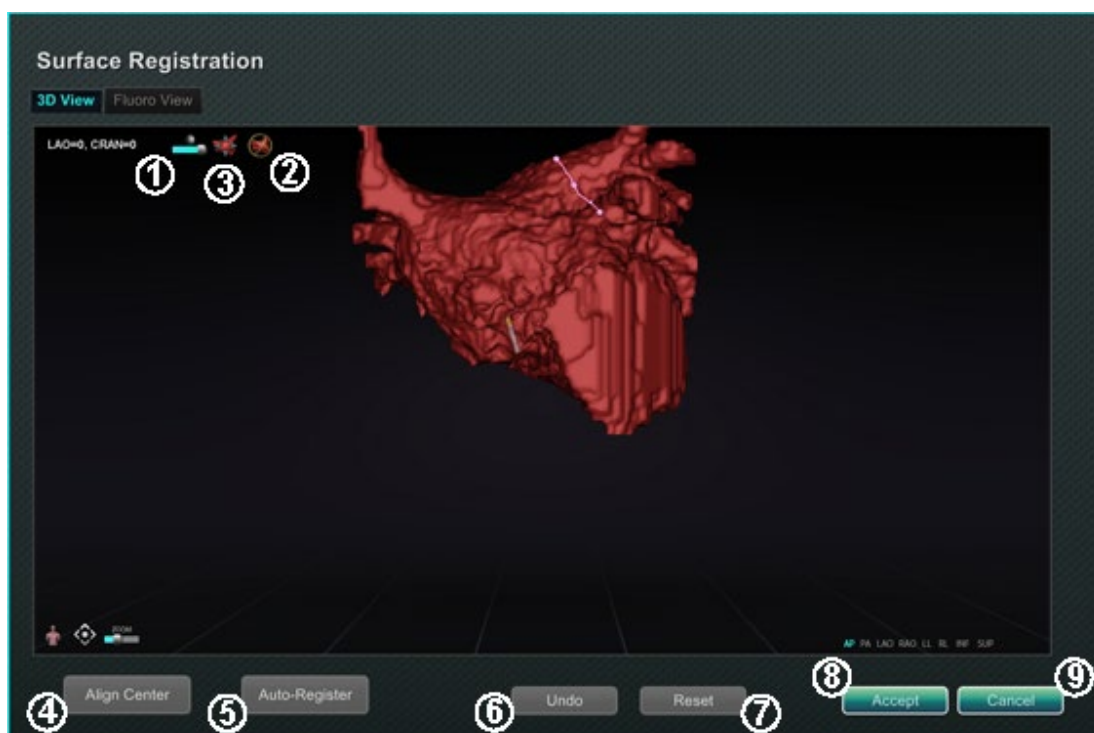 Surface Registration
3D View Fluoro View
LAO=0, CRAN=0
① ③ ②
ZOOM
AP PA LAO RAO LL RL INF SUP
Align Center Auto-Register Undo Reset Accept Cancel
④ ⑤ ⑥ ⑦ ⑧ ⑨